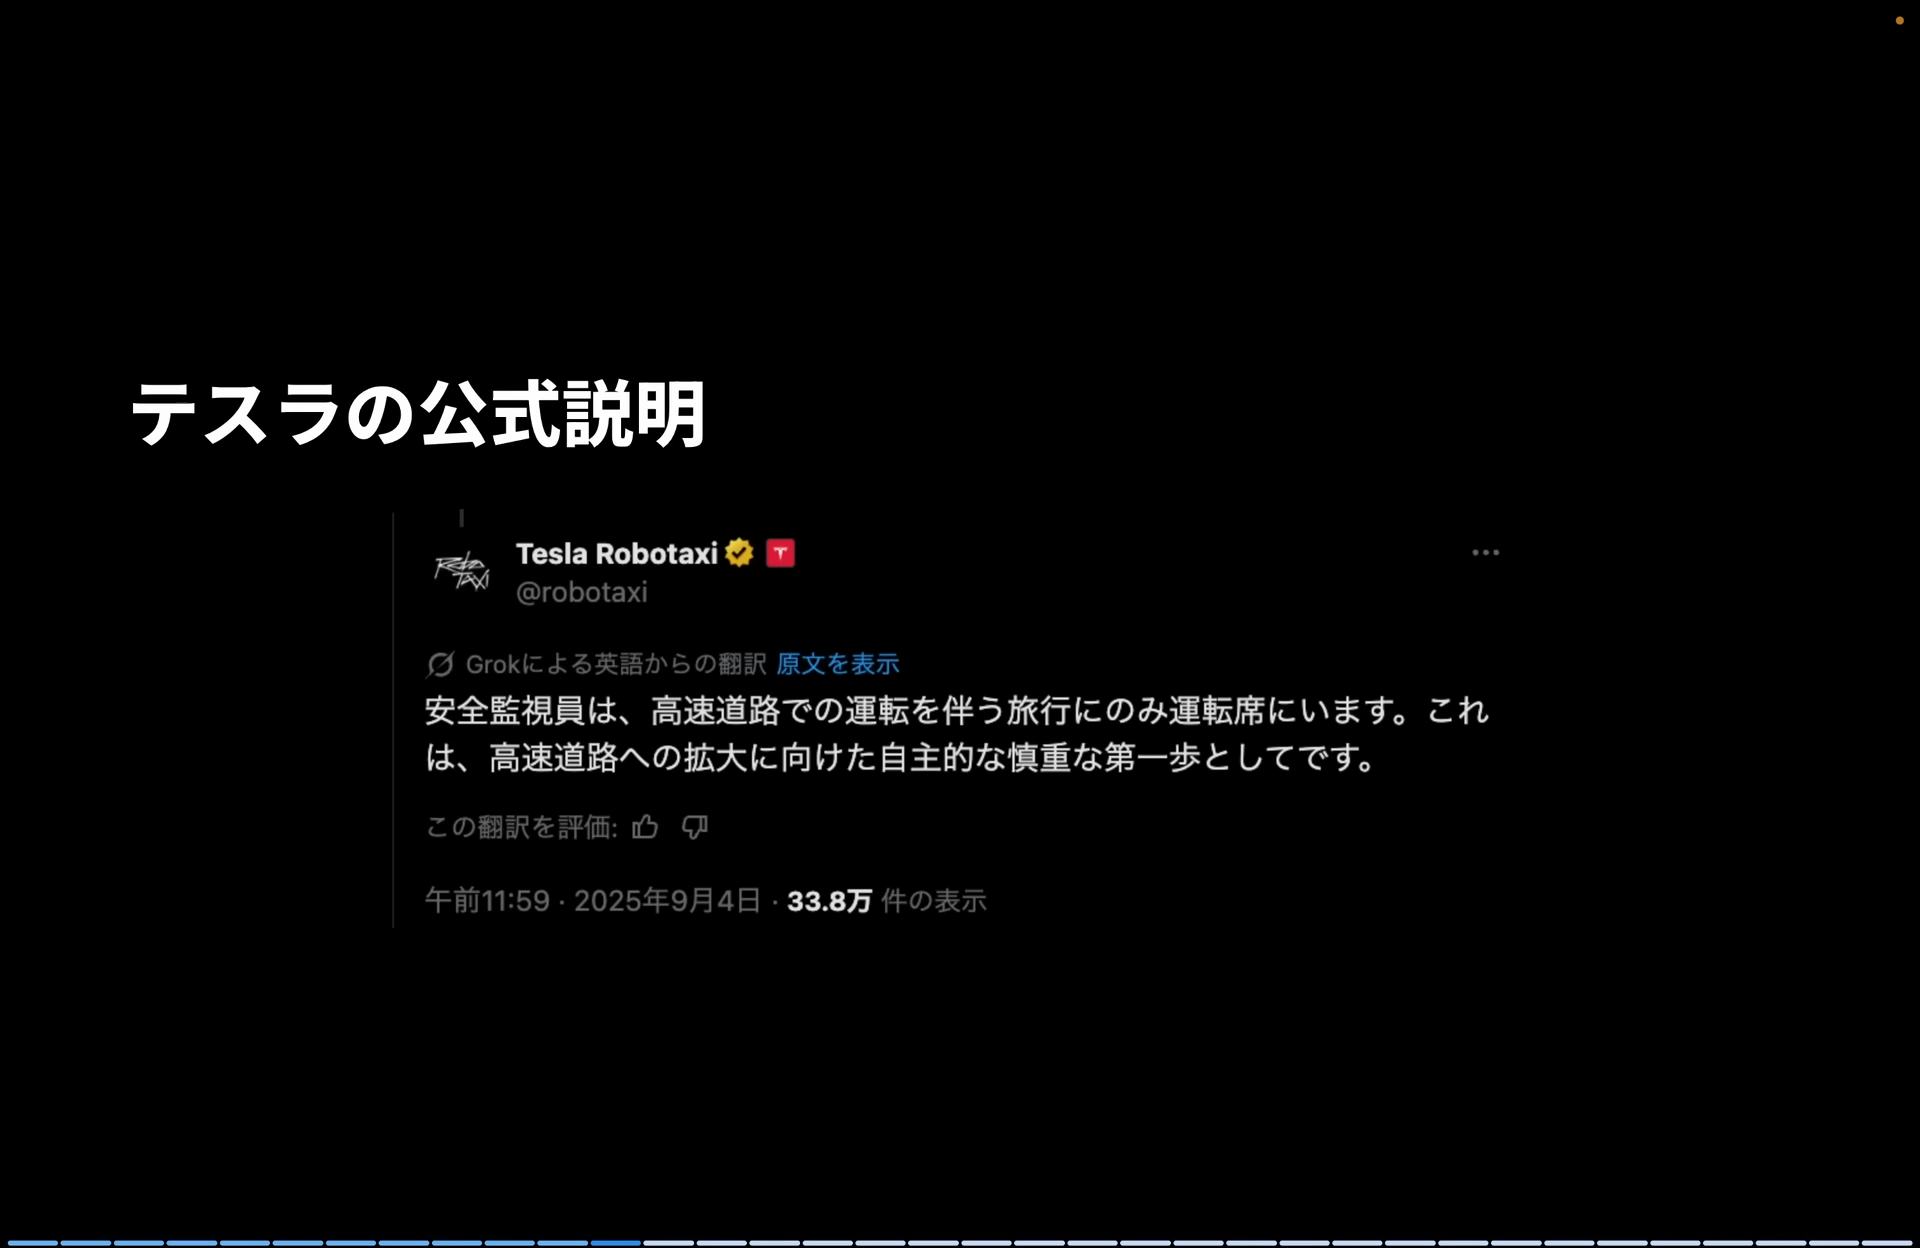 テスラの公式説明
Tesla Robotaxi
@robotaxi
Grokによる英語からの翻訳 原文を表示
安全監視員は、高速道路での運転を伴う旅行にのみ運転席にいます。これ
は、高速道路への拡大に向けた自主的な慎重な第一歩としてです。
この翻訳を評価:
午前11:59 · 2025年9月4日 · 33.8万 件の表示